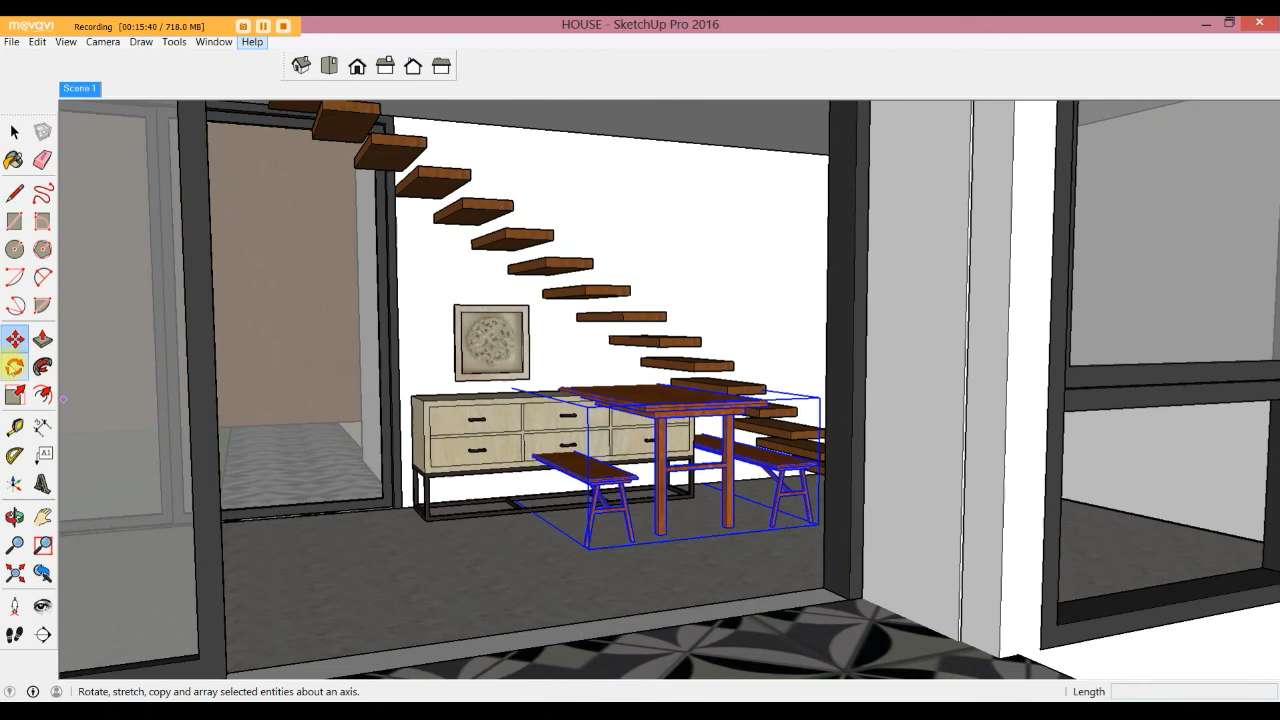 movavi
Recording [00:15:40 / 718.0 MB]
HOUSE - SketchUp Pro 2016
File Edit View Camera Draw Tools Window Help
Scene 1
A1
Rotate, stretch, copy and array selected entities about an axis.
Length